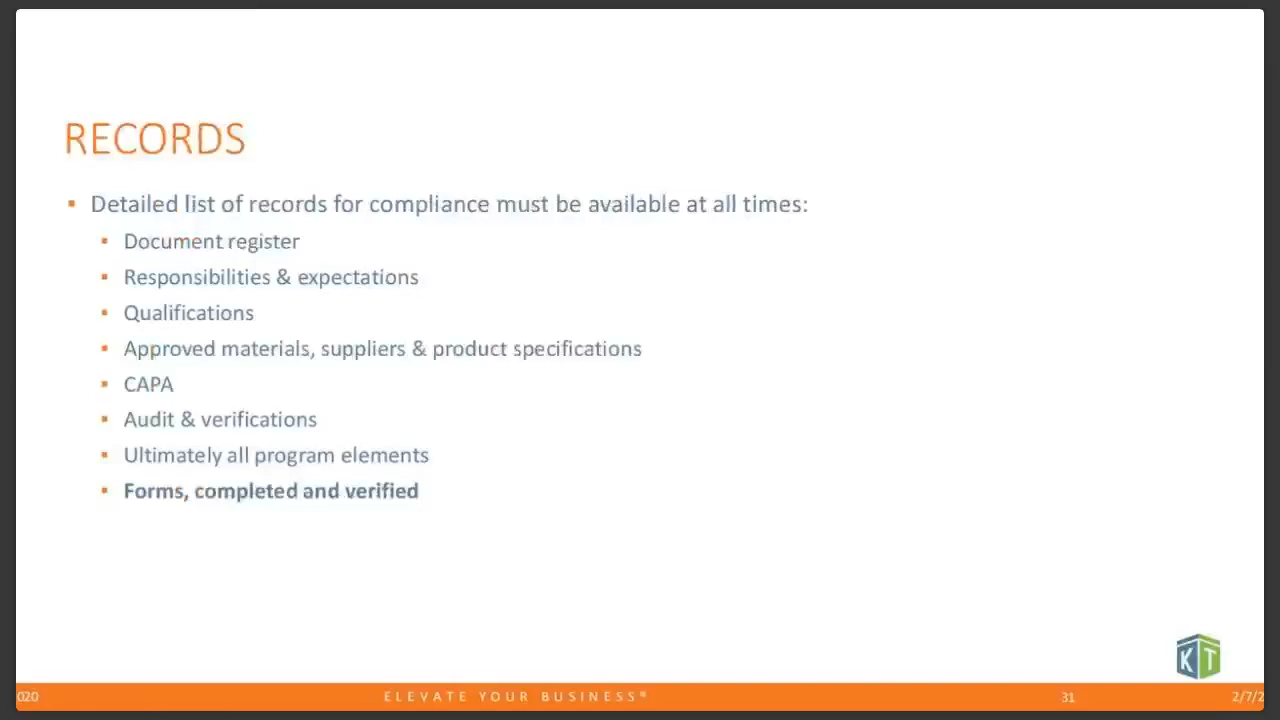 RECORDS
▪ Detailed list of records for compliance must be available at all times:
▪ Document register
▪ Responsibilities & expectations
▪ Qualifications
▪ Approved materials, suppliers & product specifications
▪ CAPA
▪ Audit & verifications
▪ Ultimately all program elements
▪ Forms, completed and verified
KT
020 ELEVATE YOUR BUSINESS® 31 2/7/2